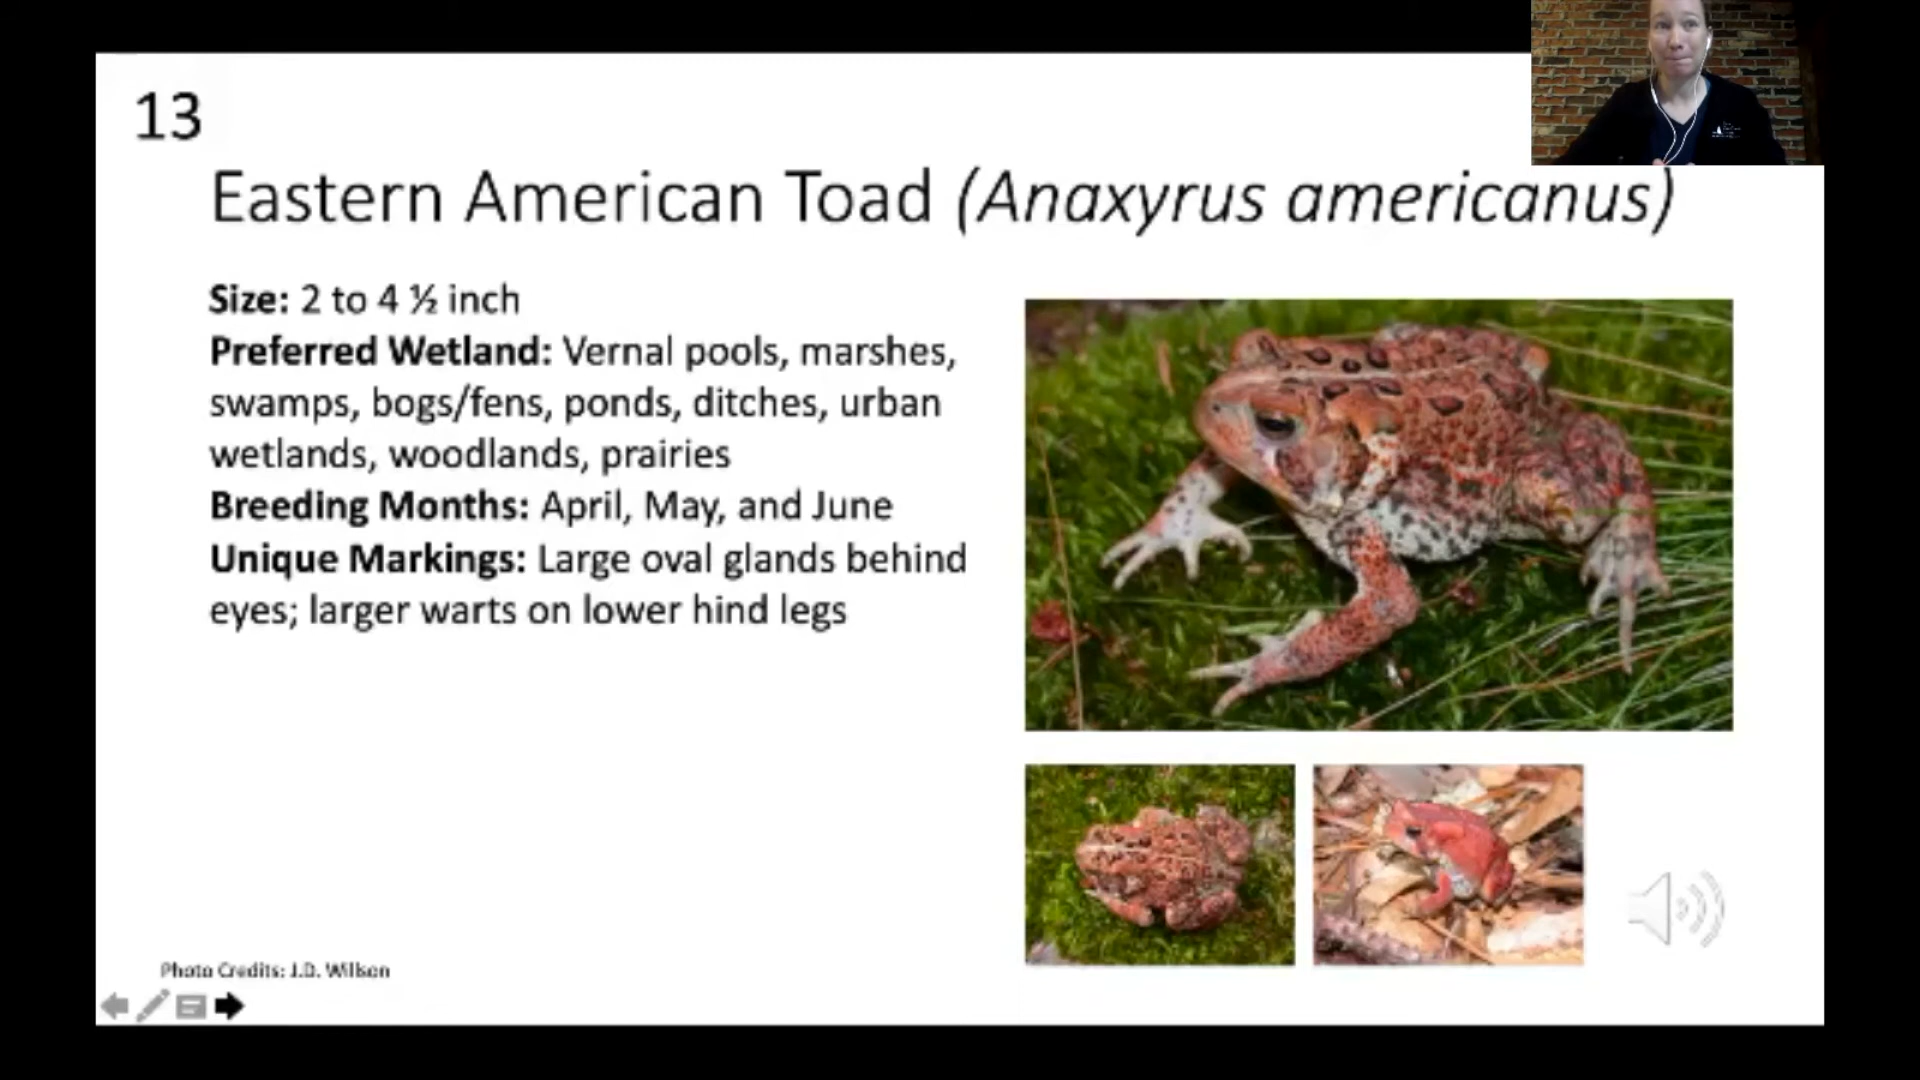 13
Eastern American Toad (Anaxyrus americanus)
Size: 2 to 4 ½ inch
Preferred Wetland: Vernal pools, marshes,
swamps, bogs/fens, ponds, ditches, urban
wetlands, woodlands, prairies
Breeding Months: April, May, and June
Unique Markings: Large oval glands behind
eyes; larger warts on lower hind legs
Photo Credits: J.D. Willson